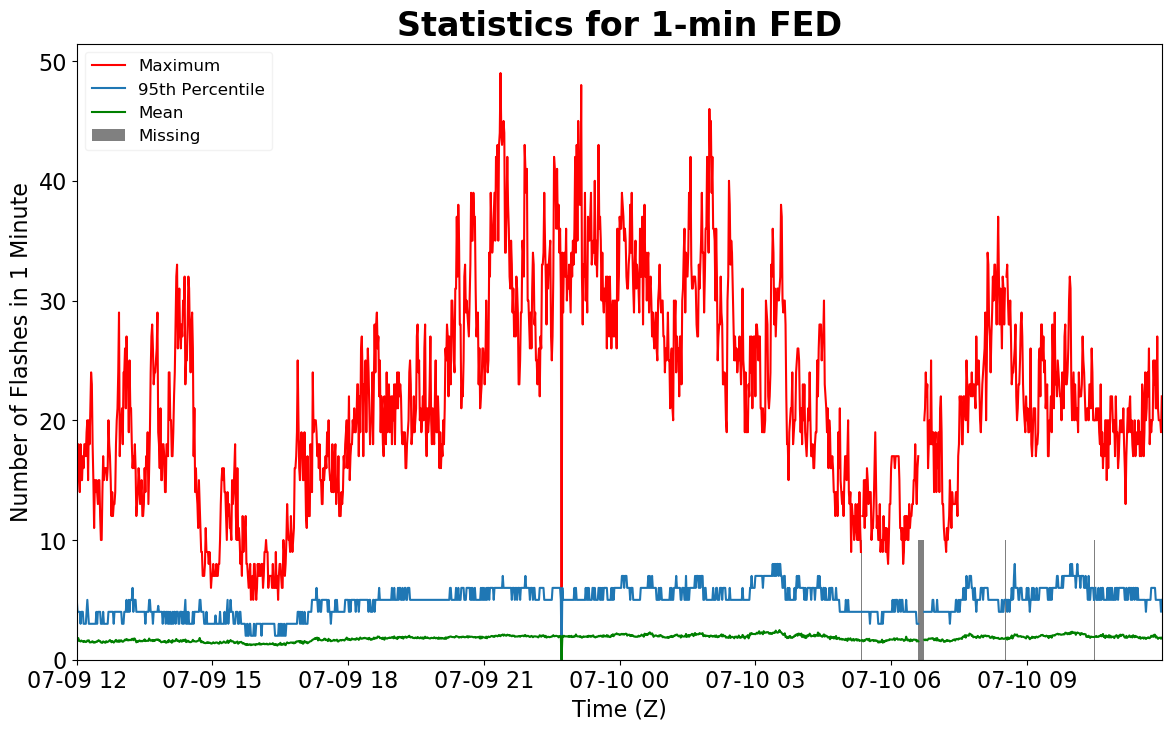 Statistics for 1-min FED
Maximum
95th Percentile
Mean
Missing
50
40
30
20
10
0
Number of Flashes in 1 Minute
07-09 12
07-09 15
07-09 18
07-09 21
07-10 00
07-10 03
07-10 06
07-10 09
Time (Z)